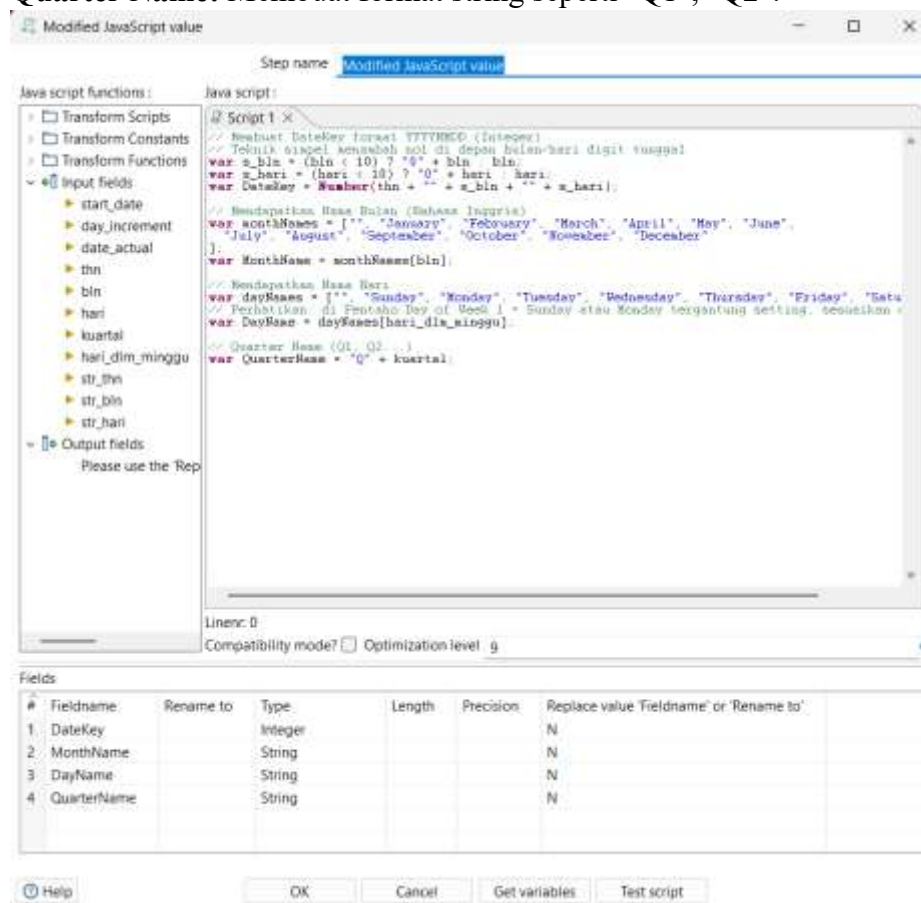 Modified JavaScript value
Step name Modified JavaScript value
Java script functions :
Java script :
Transform Scripts
Transform Constants
Transform Functions
Input fields
start_date
day_increment
date_actual
thn
bln
hari
kuartal
hari_dlm_minggu
str_thn
str_bln
str_hari
Output fields
Please use the 'Rep
Script 1
// Membuat DateKey format YYYYMMDD (Integer)
// Teknik simpel menambah nol di depan bulan/hari digit tunggal
var s_bln = (bln < 10) ? "0" + bln : bln;
var s_hari = (hari < 10) ? "0" + hari : hari;
var DateKey = Number(thn + "" + s_bln + "" + s_hari);
// Mendapatkan Nama Bulan (Bahasa Inggris)
var monthNames = ["", "January", "February", "March", "April", "May", "June",
"July", "August", "September", "October", "November", "December"
];
var MonthName = monthNames[bln];
// Mendapatkan Nama Hari
var dayNames = ["", "Sunday", "Monday", "Tuesday", "Wednesday", "Thursday", "Friday", "Satu
// Perhatikan: di Pentaho Day of Week 1 = Sunday atau Monday tergantung setting, sesuaikan
var DayName = dayNames[hari_dlm_minggu];
// Quarter Name (Q1, Q2...)
var QuarterName = "Q" + kuartal;
Linenr: 0
Compatibility mode? Optimization level 9
Fields
# Fieldname Rename to Type Length Precision Replace value 'Fieldname' or 'Rename to'
1 DateKey Integer N
2 MonthName String N
3 DayName String N
4 QuarterName String N
Help OK Cancel Get variables Test script